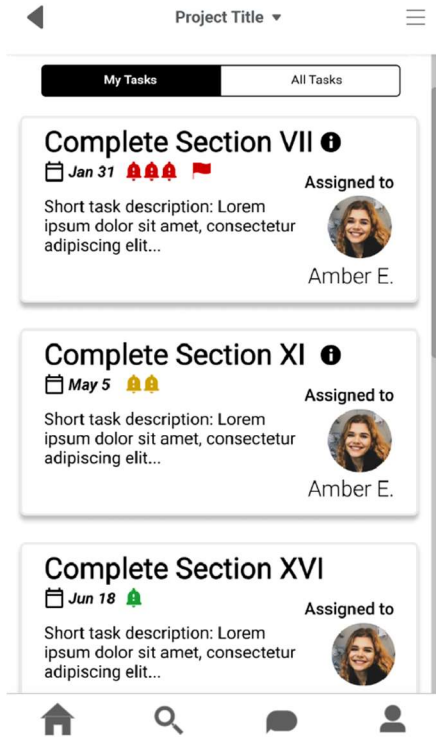 Project Title
My Tasks
All Tasks
Complete Section VII
Jan 31
Assigned to
Short task description: Lorem
ipsum dolor sit amet, consectetur
adipiscing elit...
Amber E.
Complete Section XI
May 5
Assigned to
Short task description: Lorem
ipsum dolor sit amet, consectetur
adipiscing elit...
Amber E.
Complete Section XVI
Jun 18
Assigned to
Short task description: Lorem
ipsum dolor sit amet, consectetur
adipiscing elit...